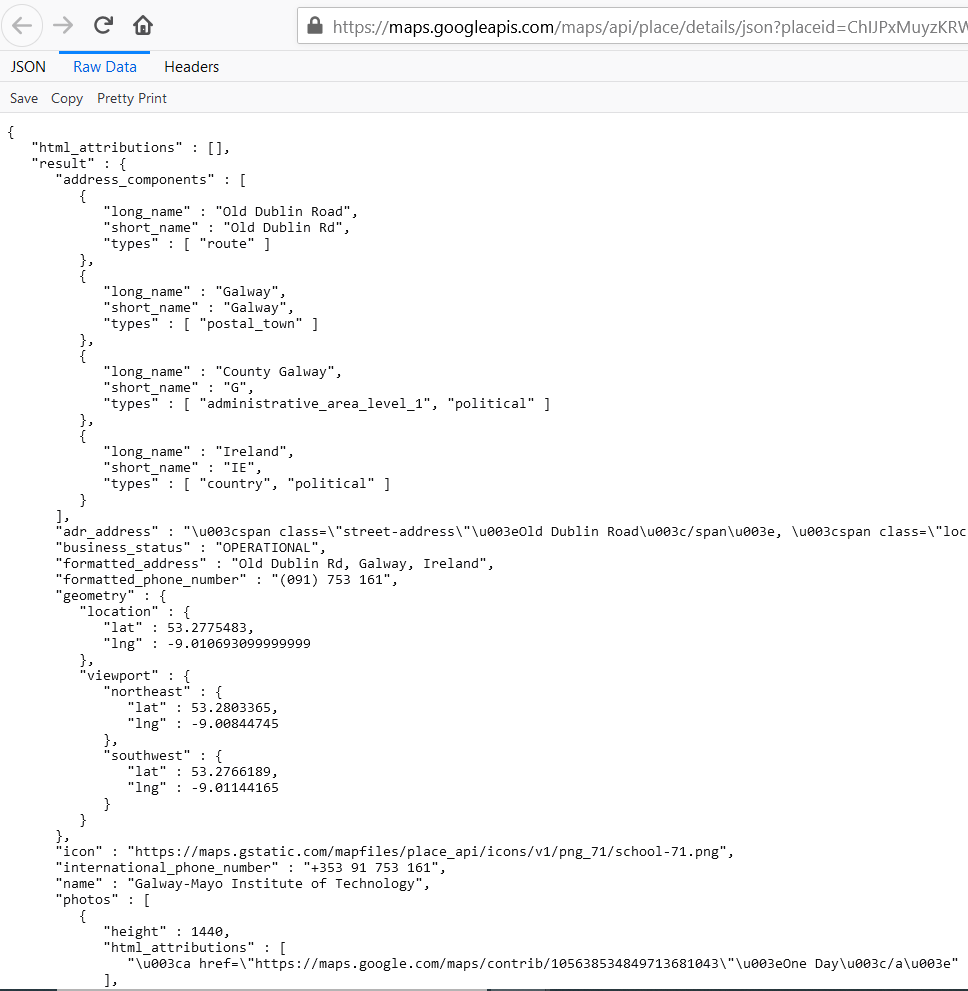 https://maps.googleapis.com/maps/api/place/details/json?placeid=ChIJPxMuyzKRW
JSON Raw Data Headers
Save Copy Pretty Print
{
   "html_attributions" : [],
   "result" : {
      "address_components" : [
         {
            "long_name" : "Old Dublin Road",
            "short_name" : "Old Dublin Rd",
            "types" : [ "route" ]
         },
         {
            "long_name" : "Galway",
            "short_name" : "Galway",
            "types" : [ "postal_town" ]
         },
         {
            "long_name" : "County Galway",
            "short_name" : "G",
            "types" : [ "administrative_area_level_1", "political" ]
         },
         {
            "long_name" : "Ireland",
            "short_name" : "IE",
            "types" : [ "country", "political" ]
         }
      ],
      "adr_address" : "\u003cspan class=\"street-address\"\u003eOld Dublin Road\u003c/span\u003e, \u003cspan class=\"loc
      "business_status" : "OPERATIONAL",
      "formatted_address" : "Old Dublin Rd, Galway, Ireland",
      "formatted_phone_number" : "(091) 753 161",
      "geometry" : {
         "location" : {
            "lat" : 53.2775483,
            "lng" : -9.010693099999999
         },
         "viewport" : {
            "northeast" : {
               "lat" : 53.2803365,
               "lng" : -9.00844745
            },
            "southwest" : {
               "lat" : 53.2766189,
               "lng" : -9.01144165
            }
         }
      },
      "icon" : "https://maps.gstatic.com/mapfiles/place_api/icons/v1/png_71/school-71.png",
      "international_phone_number" : "+353 91 753 161",
      "name" : "Galway-Mayo Institute of Technology",
      "photos" : [
         {
            "height" : 1440,
            "html_attributions" : [
               "\u003ca href=\"https://maps.google.com/maps/contrib/105638534849713681043\"\u003eOne Day\u003c/a\u003e"
            ],